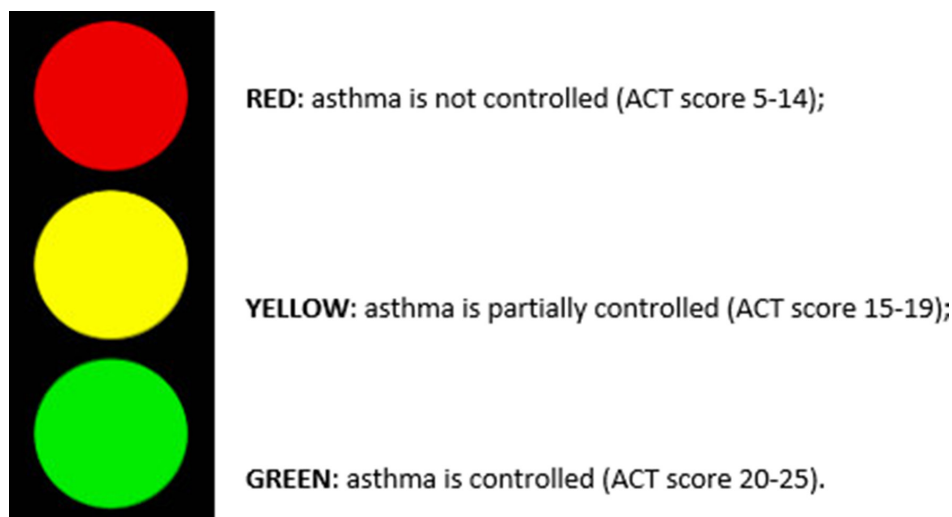 RED: asthma is not controlled (ACT score 5-14);
YELLOW: asthma is partially controlled (ACT score 15-19);
GREEN: asthma is controlled (ACT score 20-25).